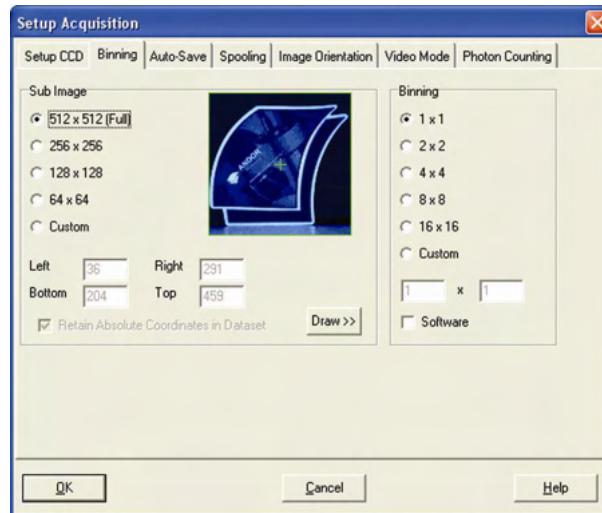 Setup Acquisition
Setup CCD Binning Auto-Save Spooling Image Orientation Video Mode Photon Counting
Sub Image
512 x 512 (Full)
256 x 256
128 x 128
64 x 64
Custom
ANDOR
Left 36 Right 291
Bottom 204 Top 459
Retain Absolute Coordinates in Dataset
Draw >>
Binning
1 x 1
2 x 2
4 x 4
8 x 8
16 x 16
Custom
1 x 1
Software
OK Cancel Help